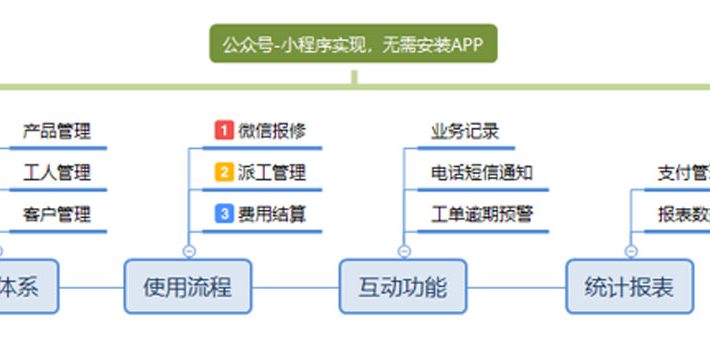 公众号-小程序实现，无需安装APP
产品管理
工人管理
客户管理
1 微信报修
2 派工管理
3 费用结算
业务记录
电话短信通知
工单逾期预警
支付管
报表数
体系
使用流程
互动功能
统计报表